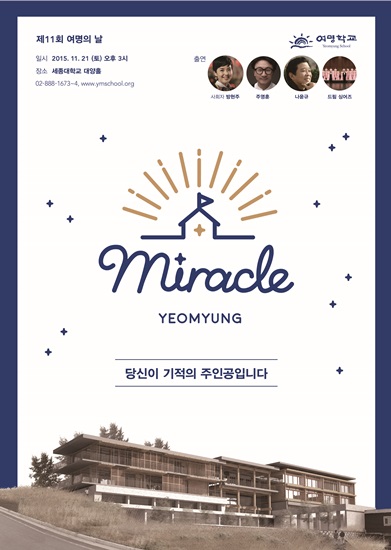 제11회 여명의 날
일시 2015. 11. 21 (토) 오후 3시
장소 세종대학교 대양홀
02-888-1673~4, www.ymschool.org
여명학교
Yeomyung School
출연
사회자 방현주
주영훈
나윤규
드림 싱어즈
miracle
YEOMYUNG
당신이 기적의 주인공입니다